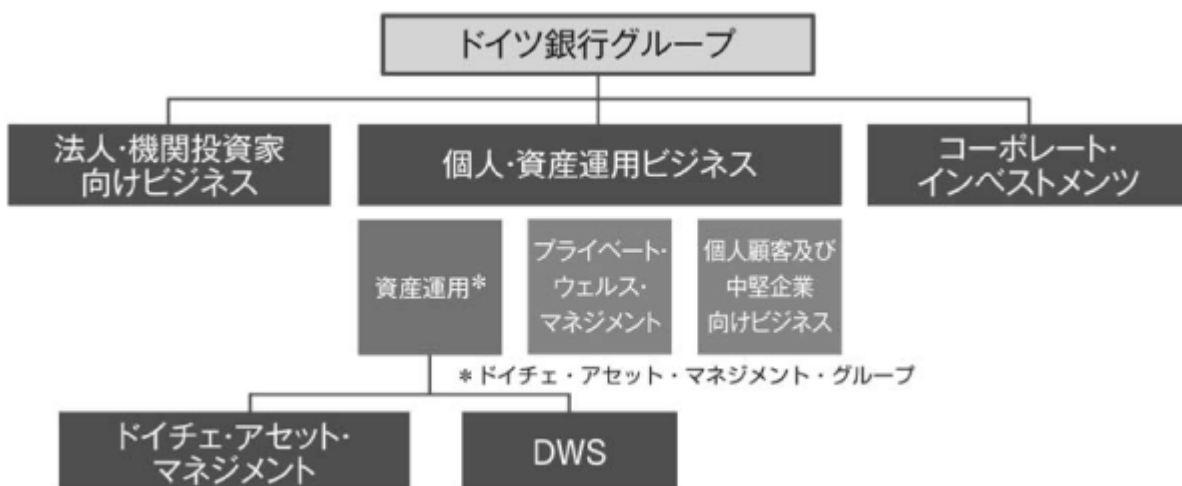 ドイツ銀行グループ
法人・機関投資家
向けビジネス
個人・資産運用ビジネス
コーポレート・
インベストメンツ
資産運用*
プライベート・
ウェルス・
マネジメント
個人顧客及び
中堅企業
向けビジネス
*ドイチェ・アセット・マネジメント・グループ
ドイチェ・アセット・
マネジメント
DWS